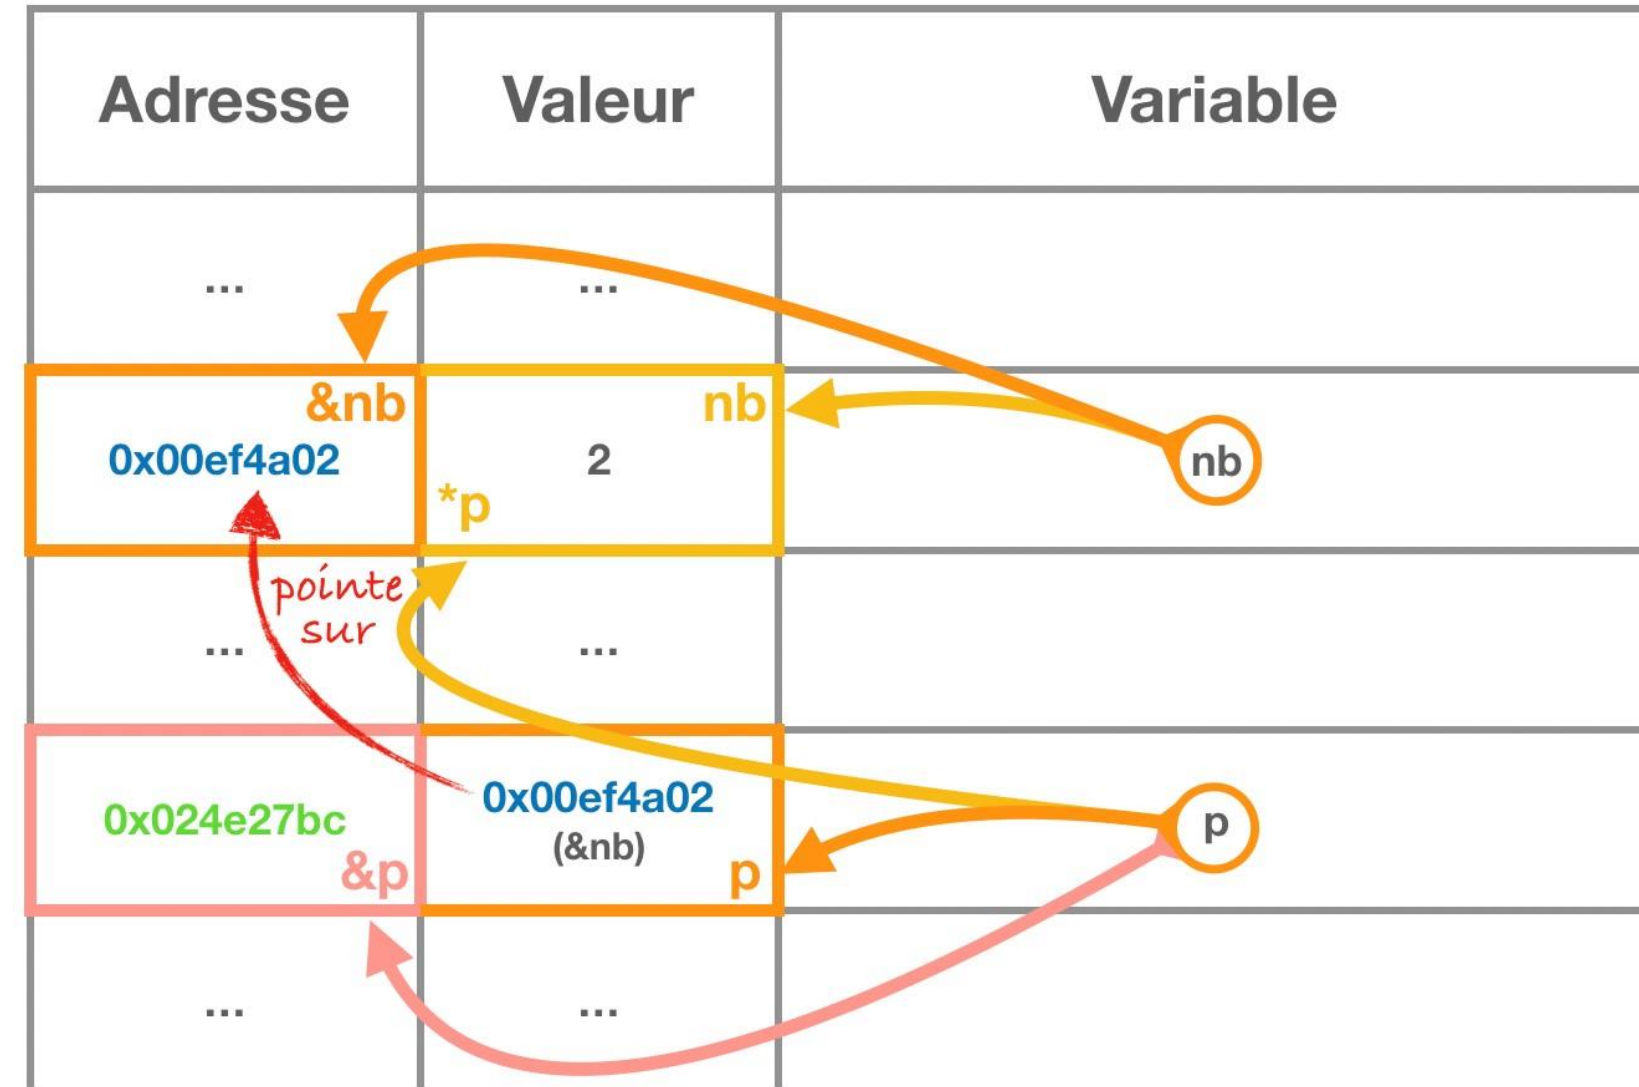 Adresse
Valeur
Variable
...
...
&nb
nb
0x00ef4a02
2
nb
*p
pointe
sur
...
...
0x00ef4a02
p
0x024e27bc
(&nb)
&p
p
...
...